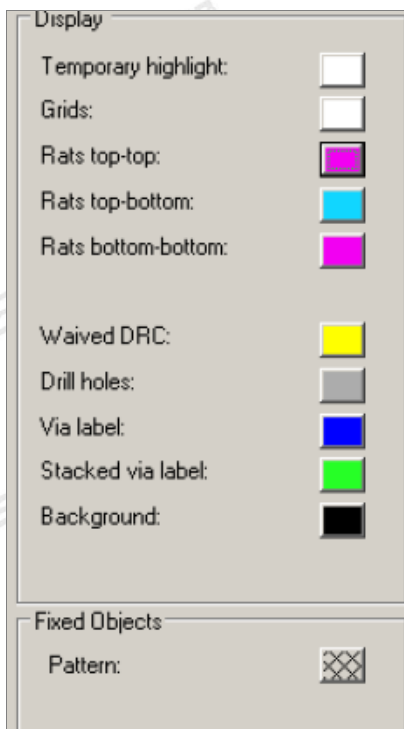 Display
Temporary highlight:
Grids:
Rats top-top:
Rats top-bottom:
Rats bottom-bottom:
Waived DRC:
Drill holes:
Via label:
Stacked via label:
Background:
Fixed Objects
Pattern: